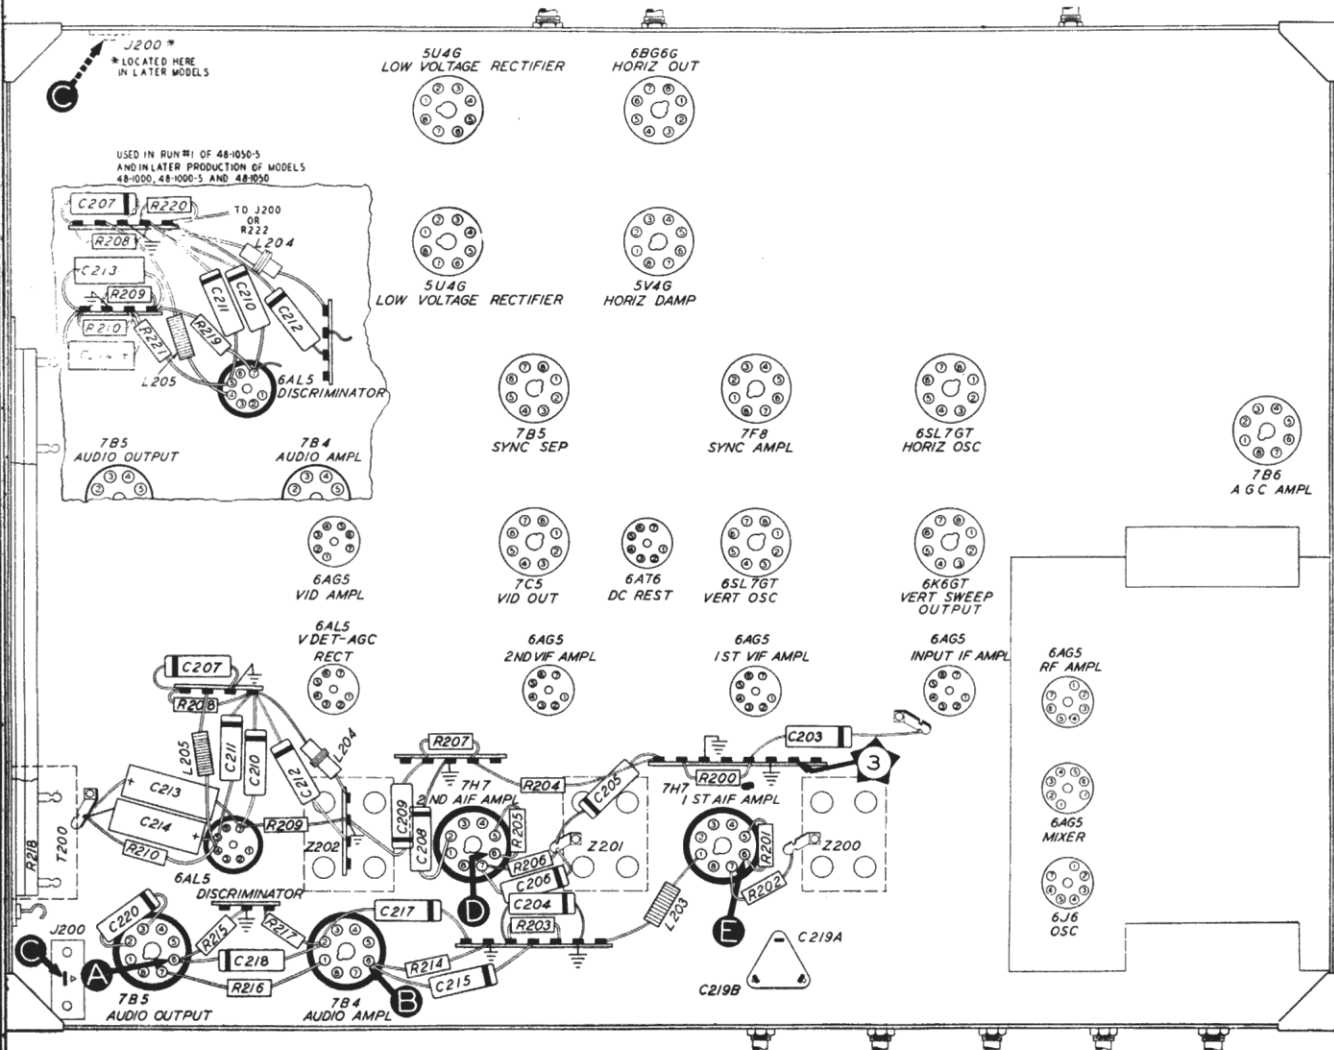 J200 *
* LOCATED HERE
IN LATER MODELS
C
5U4G
LOW VOLTAGE RECTIFIER
6BG6G
HORIZ OUT
USED IN RUN #1 OF 48-1050-5
AND IN LATER PRODUCTION OF MODELS
48-1000, 48-1000-5 AND 48-1050
C207
R220
TO J200
OR
R222
R208
L204
C213
R209
C211
C210
C212
R210
R221
R219
L205
6AL5
DISCRIMINATOR
5U4G
LOW VOLTAGE RECTIFIER
5V4G
HORIZ DAMP
7B5
AUDIO OUTPUT
7B4
AUDIO AMPL
7B5
SYNC SEP
7F8
SYNC AMPL
6SL7GT
HORIZ OSC
7B6
AGC AMPL
6AG5
VID AMPL
7C5
VID OUT
6AT6
DC REST
6SL7GT
VERT OSC
6K6GT
VERT SWEEP
OUTPUT
6AL5
V DET-AGC
RECT
6AG5
2ND VIF AMPL
6AG5
1ST VIF AMPL
6AG5
INPUT IF AMPL
6AG5
RF AMPL
6AG5
MIXER
6J6
OSC
C207
R208
L205
C211
C210
C212
L204
R207
R204
C205
R200
C203
3
7H7
2ND AIF AMPL
7H7
1ST AIF AMPL
C213
C214
R210
R209
Z202
C209
C208
R205
R206
C206
C204
R203
Z201
R201
R202
Z200
L203
R218
T200
6AL5
DISCRIMINATOR
D
E
C220
R215
R217
C217
C218
R216
R214
C215
J200
C
A
B
7B5
AUDIO OUTPUT
7B4
AUDIO AMPL
C219A
C219B